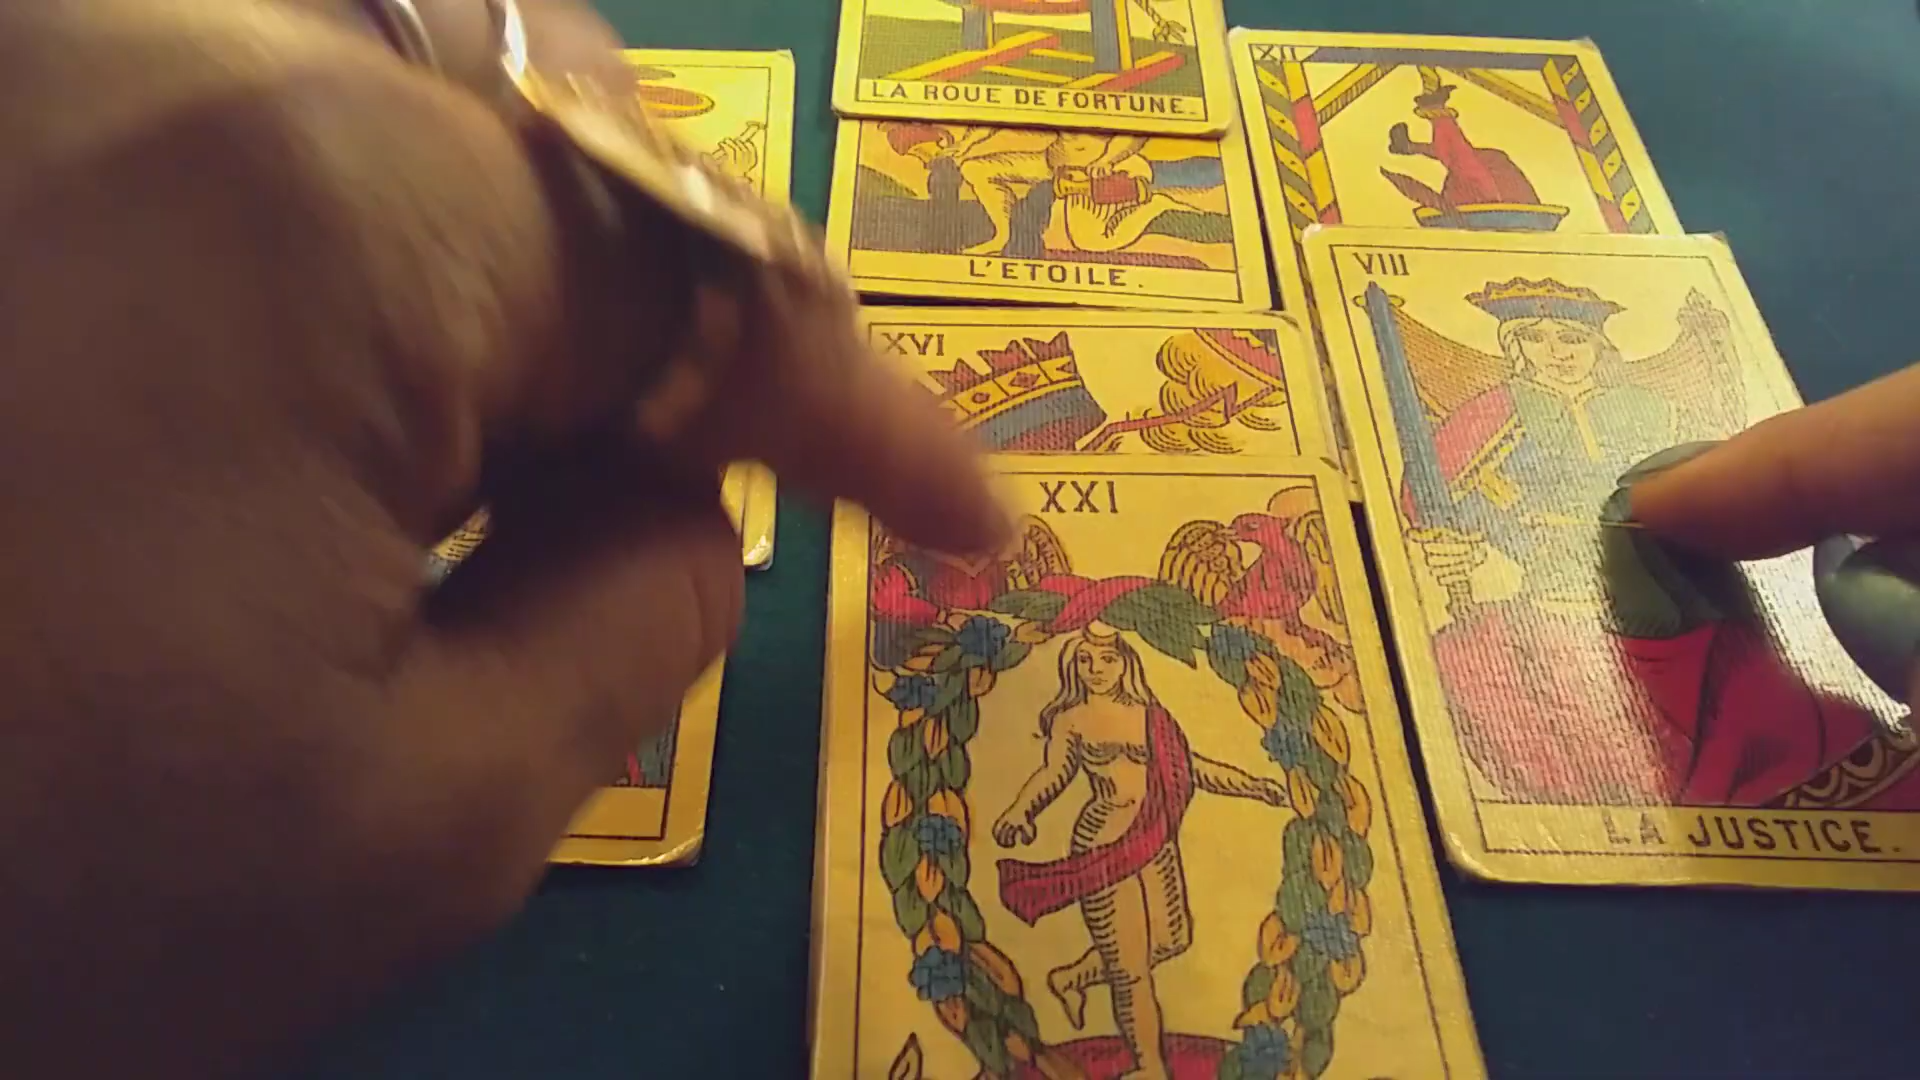 LA ROUE DE FORTUNE.
XII
L'ETOILE.
VIII
XVI
XXI
LA JUSTICE.